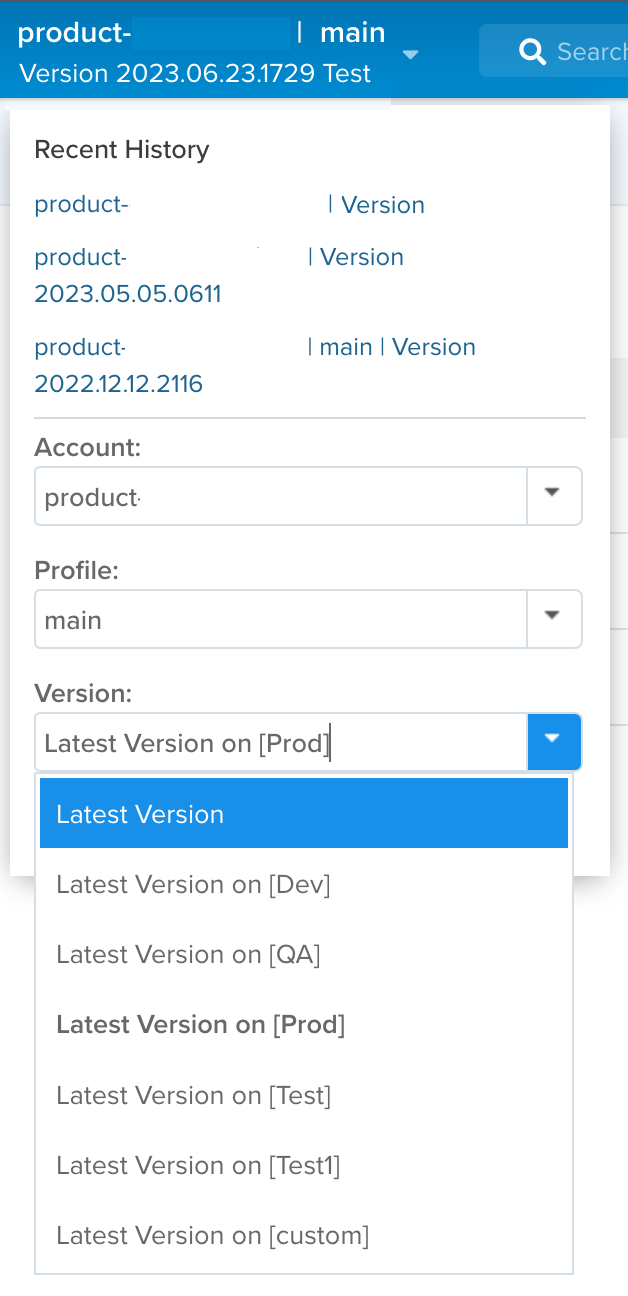 product- | main
Version 2023.06.23.1729 Test
Search
Recent History
product- | Version
product- | Version
2023.05.05.0611
product- | main | Version
2022.12.12.2116
Account:
product-
Profile:
main
Version:
Latest Version on [Prod]
Latest Version
Latest Version on [Dev]
Latest Version on [QA]
Latest Version on [Prod]
Latest Version on [Test]
Latest Version on [Test1]
Latest Version on [custom]